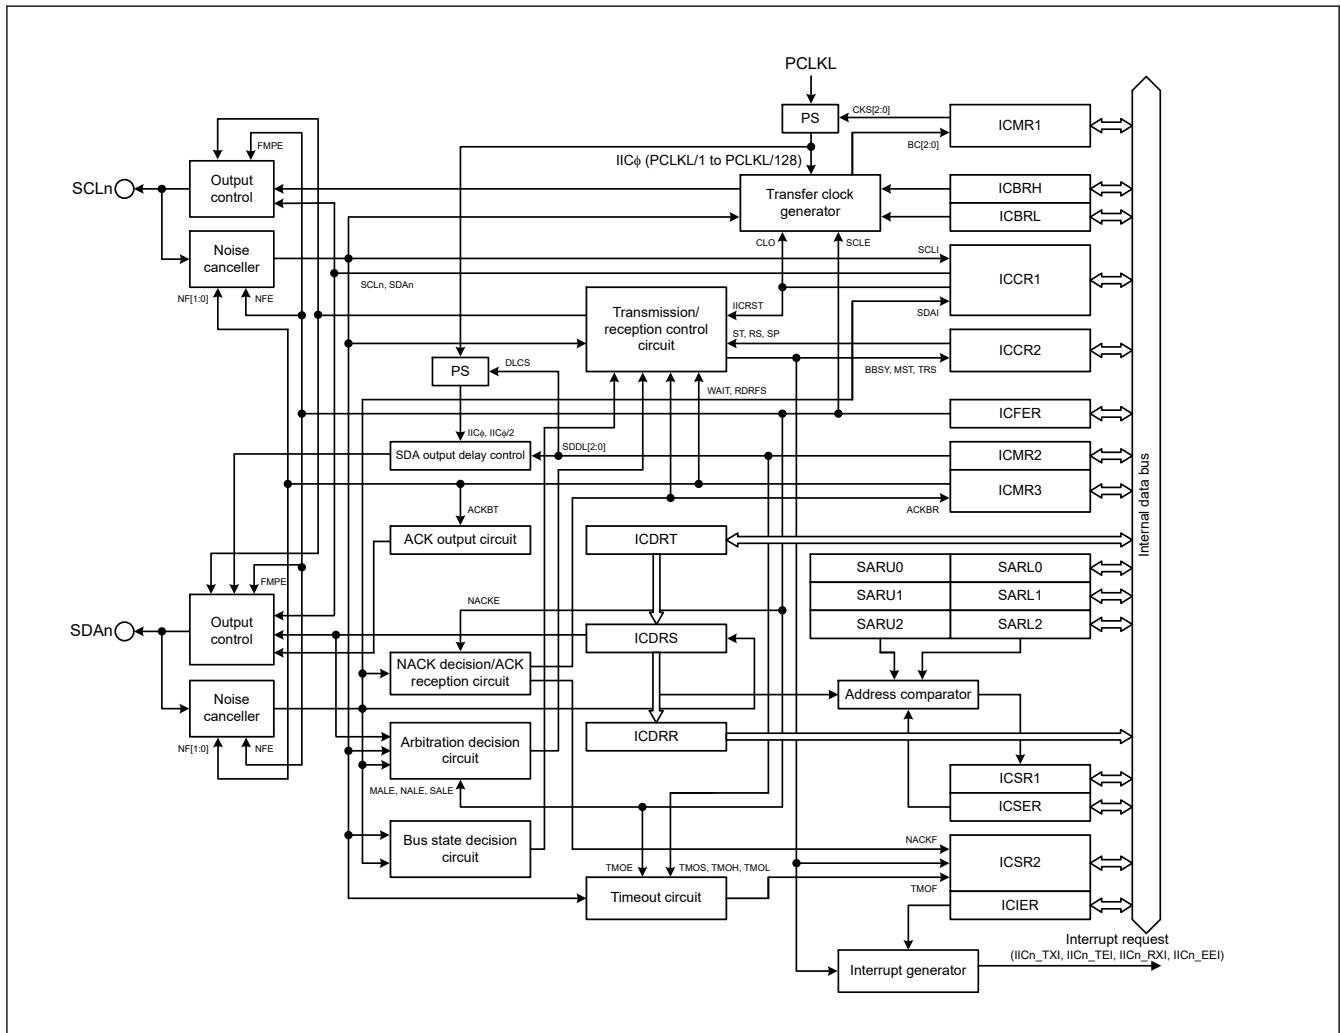 PCLKL
PS
CKS[2:0]
ICMR1
BC[2:0]
FMPE
IICϕ (PCLKL/1 to PCLKL/128)
SCLn
Output
control
Transfer clock
generator
ICBRH
ICBRL
Noise
canceller
CLO
SCLE
SCLI
ICCR1
SCLn, SDAn
NF[1:0]
NFE
Transmission/
reception control
circuit
IICRST
SDAI
ST, RS, SP
ICCR2
BBSY, MST, TRS
PS
DLCS
WAIT, RDRFS
ICFER
IICϕ, IICϕ/2
SDA output delay control
SDDL[2:0]
ICMR2
ICMR3
Internal data bus
ACKBT
ACKBR
ACK output circuit
ICDRT
SARU0
SARL0
SARU1
SARL1
SARU2
SARL2
FMPE
NACKE
SDAn
Output
control
ICDRS
NACK decision/ACK
reception circuit
Address comparator
Noise
canceller
Arbitration decision
circuit
ICDRR
NF[1:0]
NFE
MALE, NALE, SALE
ICSR1
ICSER
Bus state decision
circuit
NACKF
ICSR2
TMOE
TMOS, TMOH, TMOL
TMOF
Timeout circuit
ICIER
Interrupt request
(IICn_TXI, IICn_TEI, IICn_RXI, IICn_EEI)
Interrupt generator